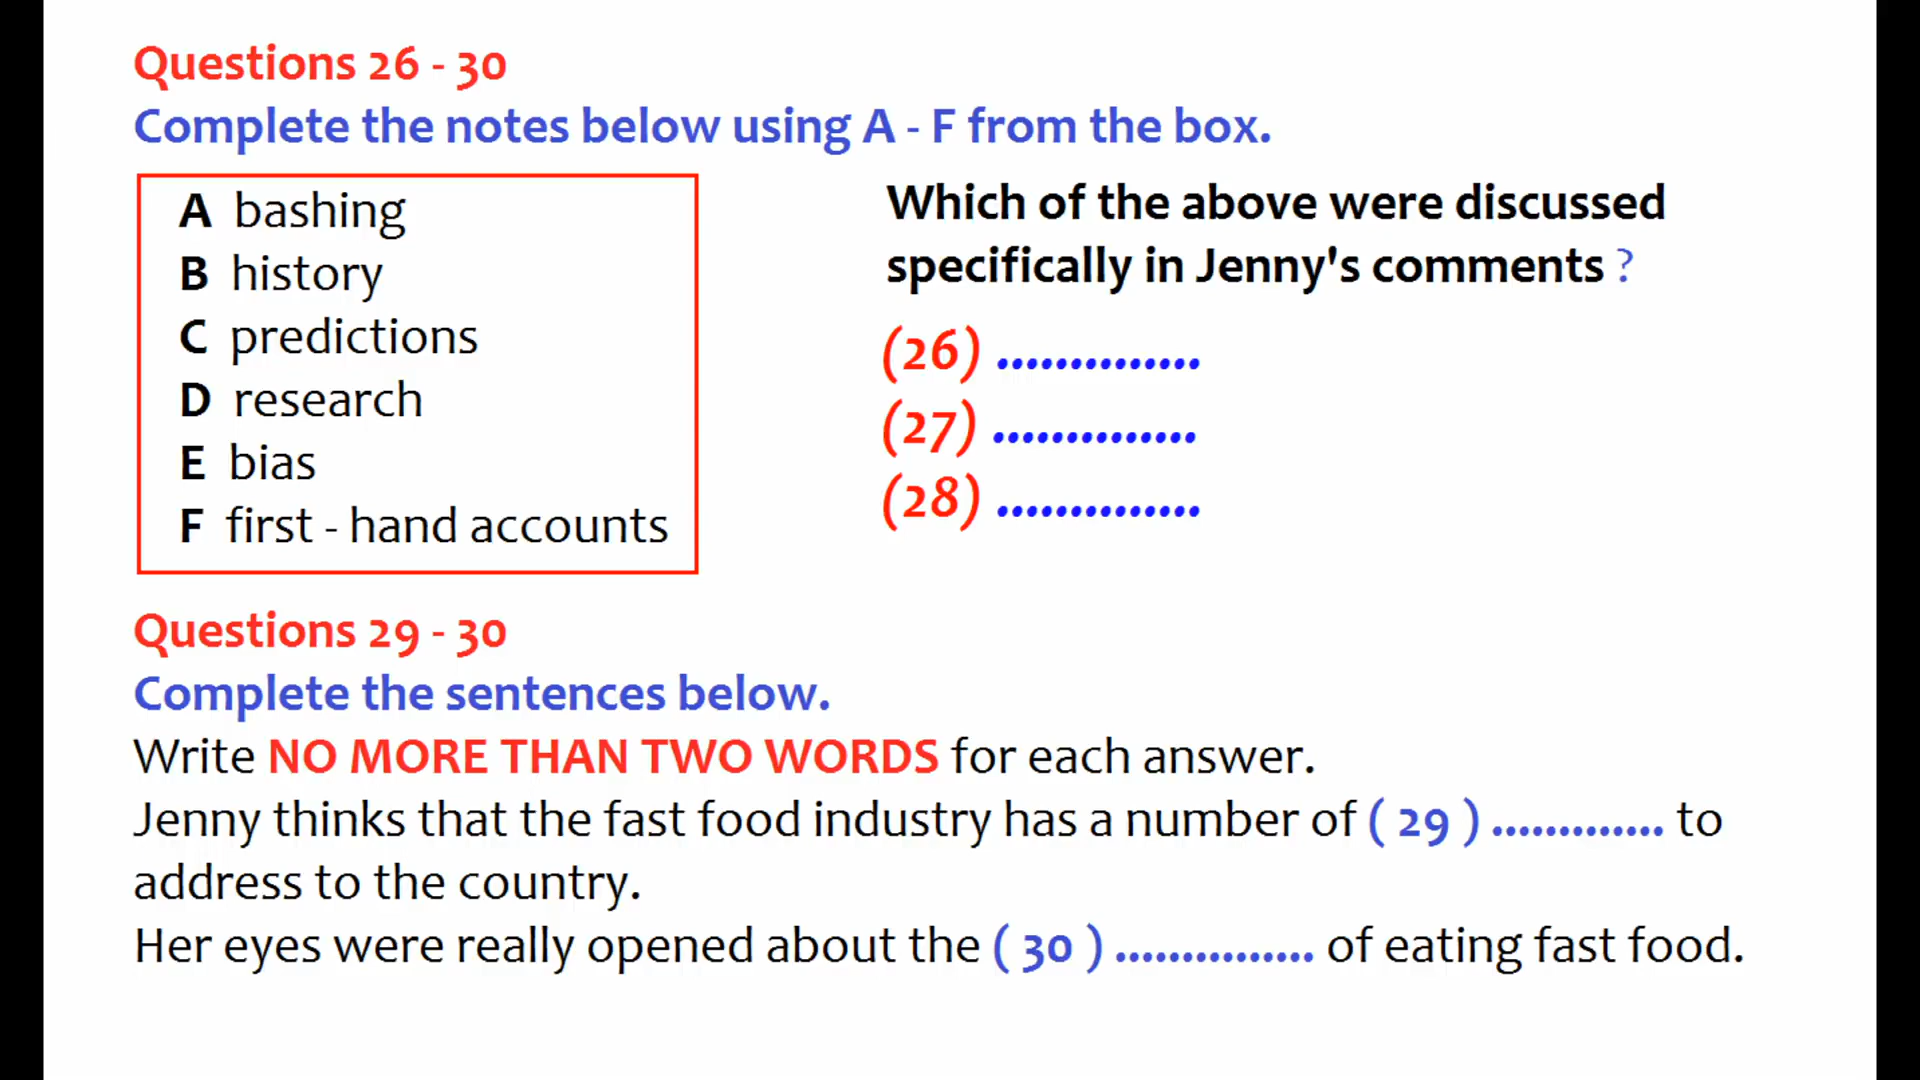 Questions 26 - 30
Complete the notes below using A - F from the box.
A bashing
B history
C predictions
D research
E bias
F first - hand accounts
Which of the above were discussed
specifically in Jenny's comments ?
(26) ..............
(27) ..............
(28) ..............
Questions 29 - 30
Complete the sentences below.
Write NO MORE THAN TWO WORDS for each answer.
Jenny thinks that the fast food industry has a number of ( 29 ) ............. to
address to the country.
Her eyes were really opened about the ( 30 ) ............... of eating fast food.